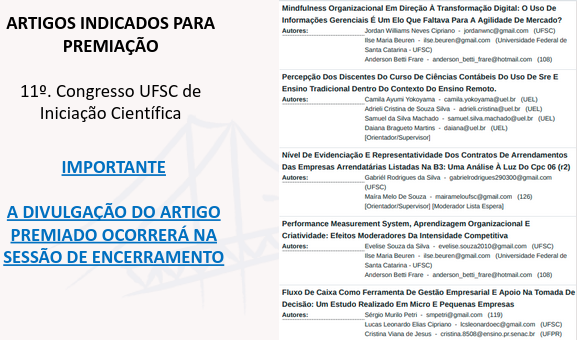 ARTIGOS INDICADOS PARA
PREMIAÇÃO
11º. Congresso UFSC de
Iniciação Científica
IMPORTANTE
A DIVULGAÇÃO DO ARTIGO
PREMIADO OCORRERÁ NA
SESSÃO DE ENCERRAMENTO
Mindfulness Organizacional Em Direção À Transformação Digital: O Uso De
Informações Gerenciais É Um Elo Que Faltava Para A Agilidade De Mercado?
Autores: Jordan Williams Neves Cipriano - jordanwnc@gmail.com (UFSC)
Ilse Maria Beuren - ilse.beuren@gmail.com (Universidade Federal de
Santa Catarina - UFSC)
Anderson Betti Frare - anderson_betti_frare@hotmail.com (108)
Percepção Dos Discentes Do Curso De Ciências Contábeis Do Uso De Sre E
Ensino Tradicional Dentro Do Contexto Do Ensino Remoto.
Autores: Camila Ayumi Yokoyama - camila.yokoyama@uel.br (UEL)
Adrieli Cristina de Souza Silva - adrieli.cristina@uel.br (UEL)
Samuel da Silva Machado - samuel.silva.machado@uel.br (UEL)
Daiana Bragueto Martins - daiana@uel.br (UEL)
[Orientador/Supervisor]
Nível De Evidenciação E Representatividade Dos Contratos De Arrendamentos
Das Empresas Arrendatárias Listadas Na B3: Uma Análise À Luz Do Cpc 06 (r2)
Autores: Gabriél Rodrigues da Silva - gabrielrodrigues290300@gmail.com
(UFSC)
Maíra Melo De Souza - mairameloufsc@gmail.com (126)
[Orientador/Supervisor] [Moderador Lista Espera]
Performance Measurement System, Aprendizagem Organizacional E
Criatividade: Efeitos Moderadores Da Intensidade Competitiva
Autores: Evelise Souza da Silva - evelise.souza2010@gmail.com (UFSC)
Ilse Maria Beuren - ilse.beuren@gmail.com (Universidade Federal de
Santa Catarina - UFSC)
Anderson Betti Frare - anderson_betti_frare@hotmail.com (108)
Fluxo De Caixa Como Ferramenta De Gestão Empresarial E Apoio Na Tomada De
Decisão: Um Estudo Realizado Em Micro E Pequenas Empresas
Autores: Sérgio Murilo Petri - smpetri@gmail.com (119)
Lucas Leonardo Elias Cipriano - lcsleonardoec@gmail.com (UFSC)
Cristina Viana de Jesus - cristina.8508@ensino.pr.senac.br (UFPR)